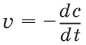 υ = −dc/dt